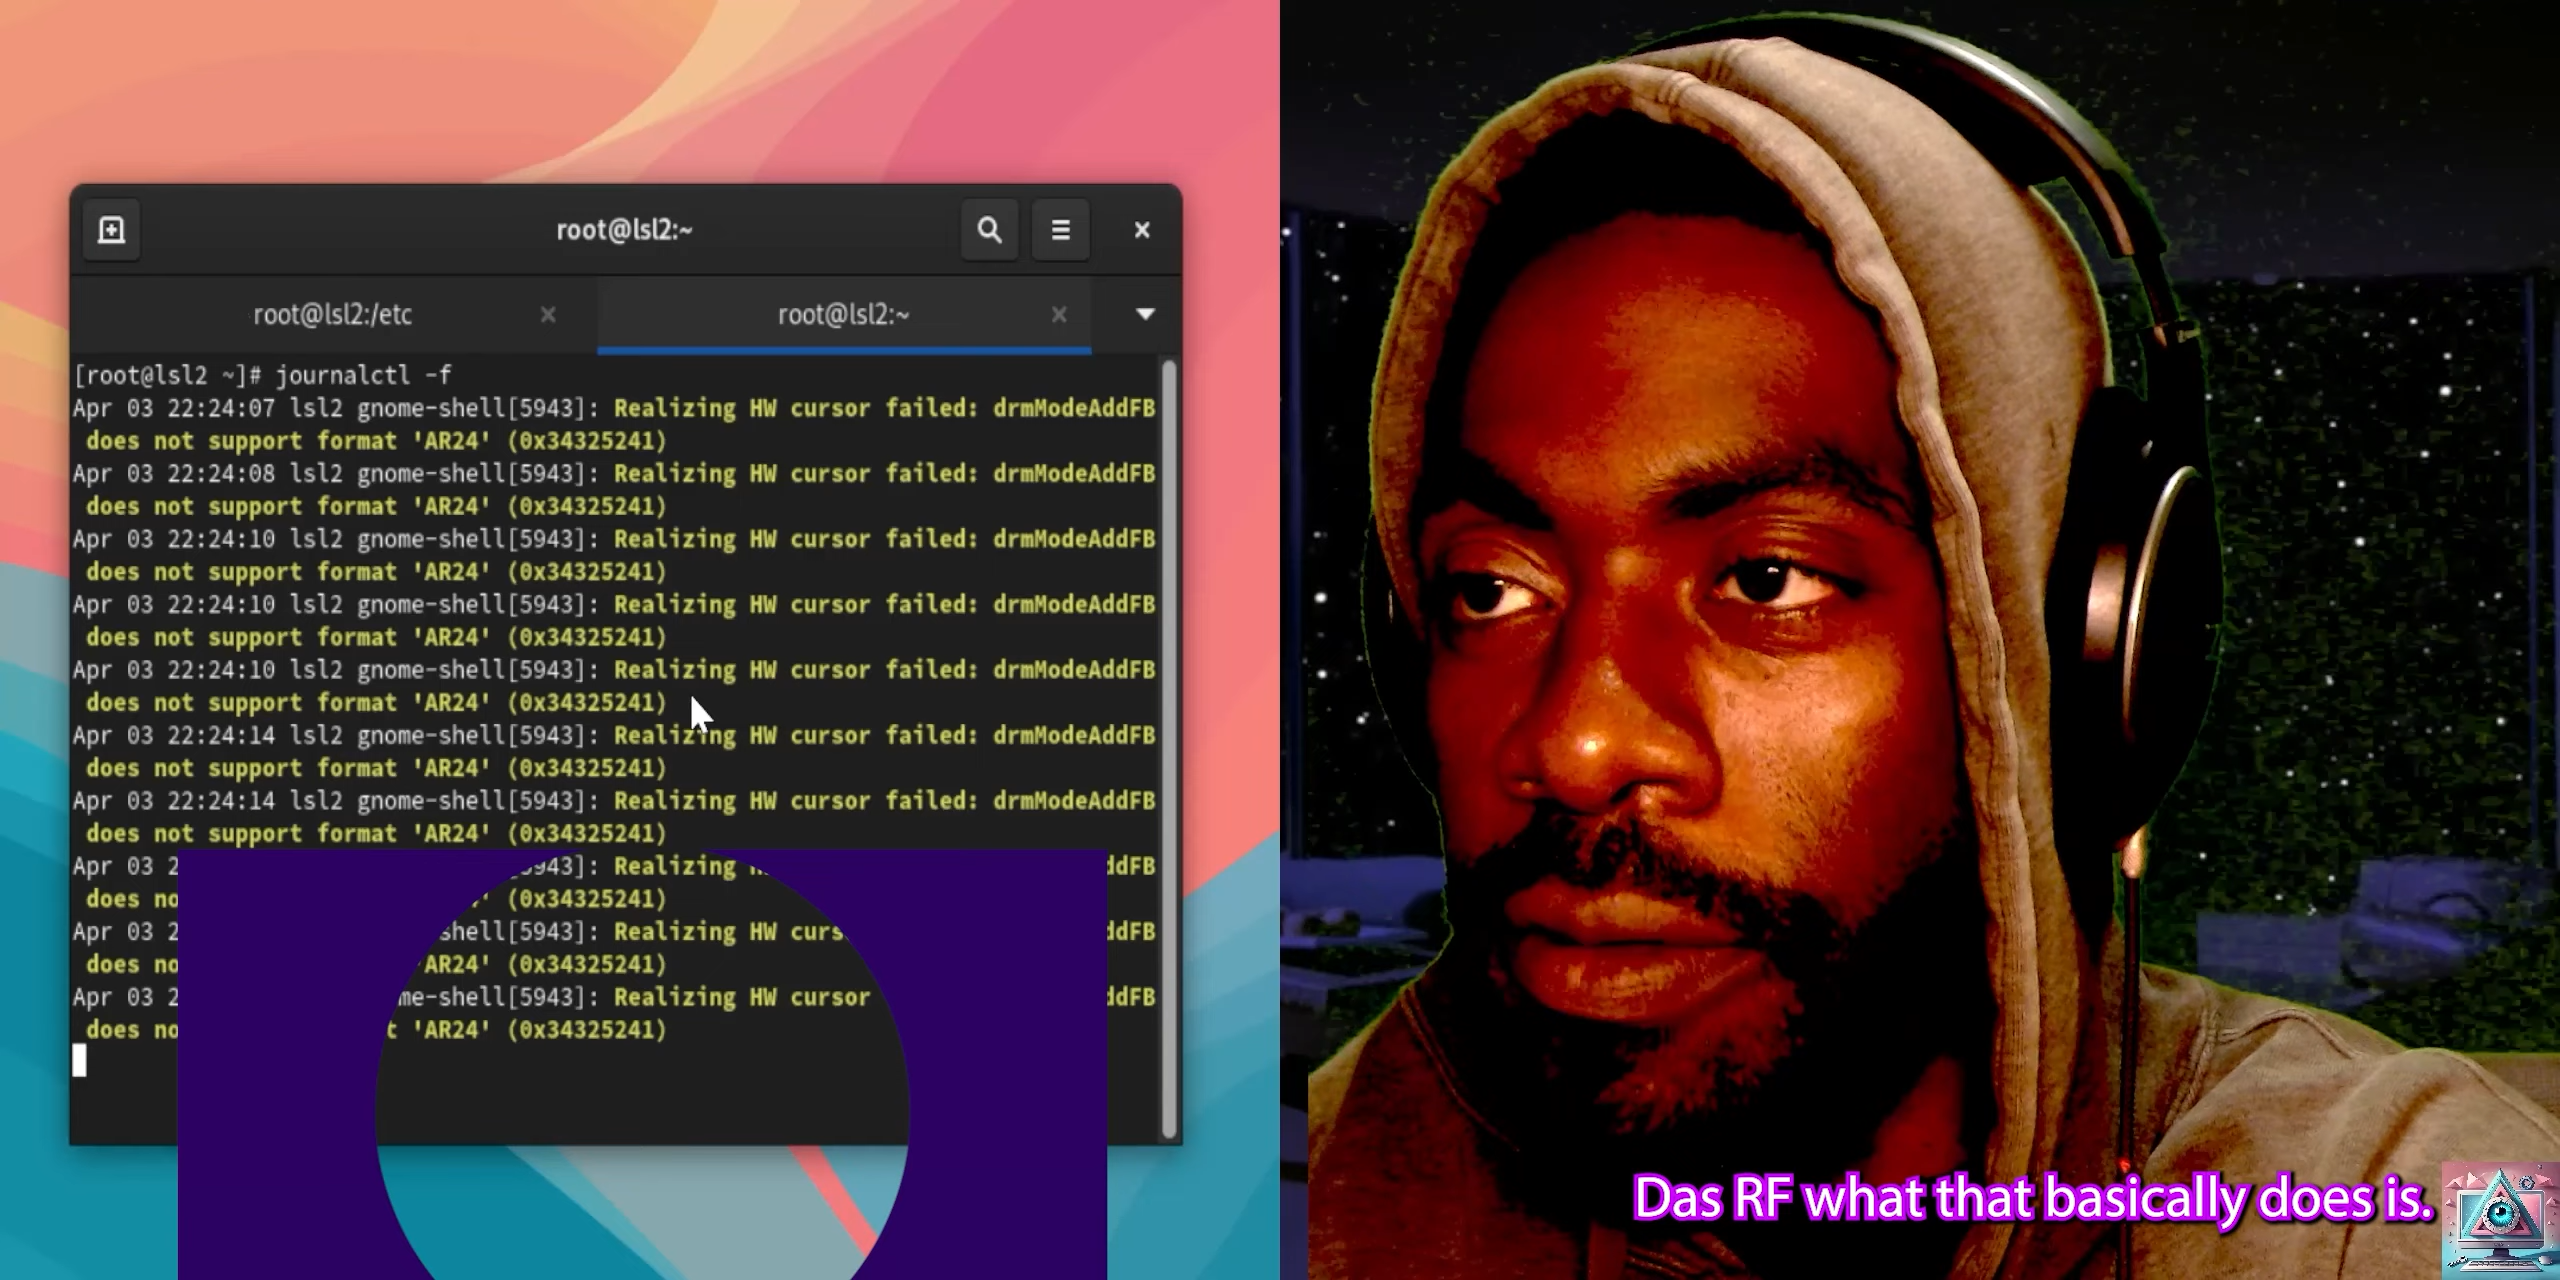 root@lsl2:~
root@lsl2:/etc
root@lsl2:~
[root@lsl2 ~]# journalctl -f
Apr 03 22:24:07 lsl2 gnome-shell[5943]: Realizing HW cursor failed: drmModeAddFB
does not support format 'AR24' (0x34325241)
Apr 03 22:24:08 lsl2 gnome-shell[5943]: Realizing HW cursor failed: drmModeAddFB
does not support format 'AR24' (0x34325241)
Apr 03 22:24:10 lsl2 gnome-shell[5943]: Realizing HW cursor failed: drmModeAddFB
does not support format 'AR24' (0x34325241)
Apr 03 22:24:10 lsl2 gnome-shell[5943]: Realizing HW cursor failed: drmModeAddFB
does not support format 'AR24' (0x34325241)
Apr 03 22:24:10 lsl2 gnome-shell[5943]: Realizing HW cursor failed: drmModeAddFB
does not support format 'AR24' (0x34325241)
Apr 03 22:24:14 lsl2 gnome-shell[5943]: Realizing HW cursor failed: drmModeAddFB
does not support format 'AR24' (0x34325241)
Apr 03 22:24:14 lsl2 gnome-shell[5943]: Realizing HW cursor failed: drmModeAddFB
does not support format 'AR24' (0x34325241)
Apr 03 2 5943]: Realizing ddFB
does no (0x34325241)
Apr 03 2 shell[5943]: Realizing HW curs ddFB
does no AR24' (0x34325241)
Apr 03 2 me-shell[5943]: Realizing HW cursor ddFB
does no t 'AR24' (0x34325241)
Das RF what that basically does is.